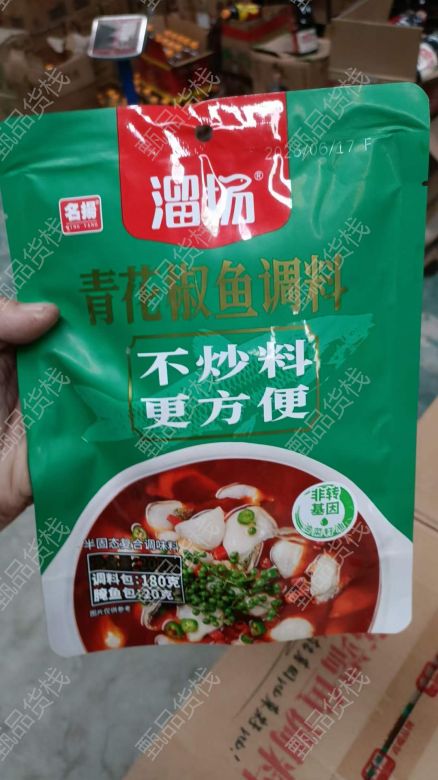 2023/06/17 F
名揚
MING YANG
溜扬®
青花椒鱼调料
不炒料
更方便
非转
基因
半固态复合调味料
调料包:180克
腌鱼包:20克
图片仅供参考
甄品货栈